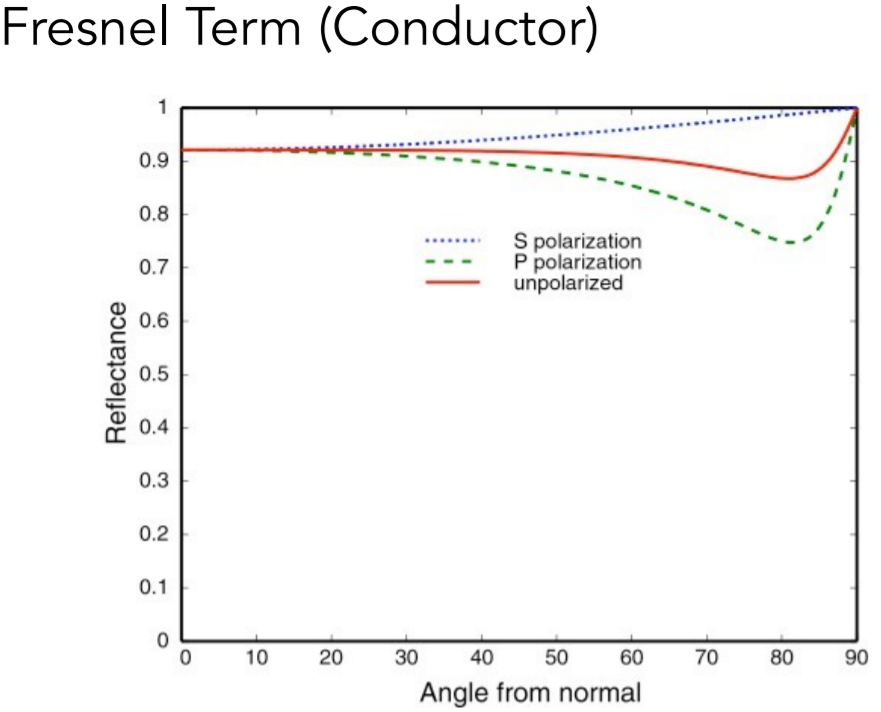 Fresnel Term (Conductor)
1
0.9
0.8
0.7
0.6
0.5
0.4
0.3
0.2
0.1
0
Reflectance
S polarization
P polarization
unpolarized
0 10 20 30 40 50 60 70 80 90
Angle from normal